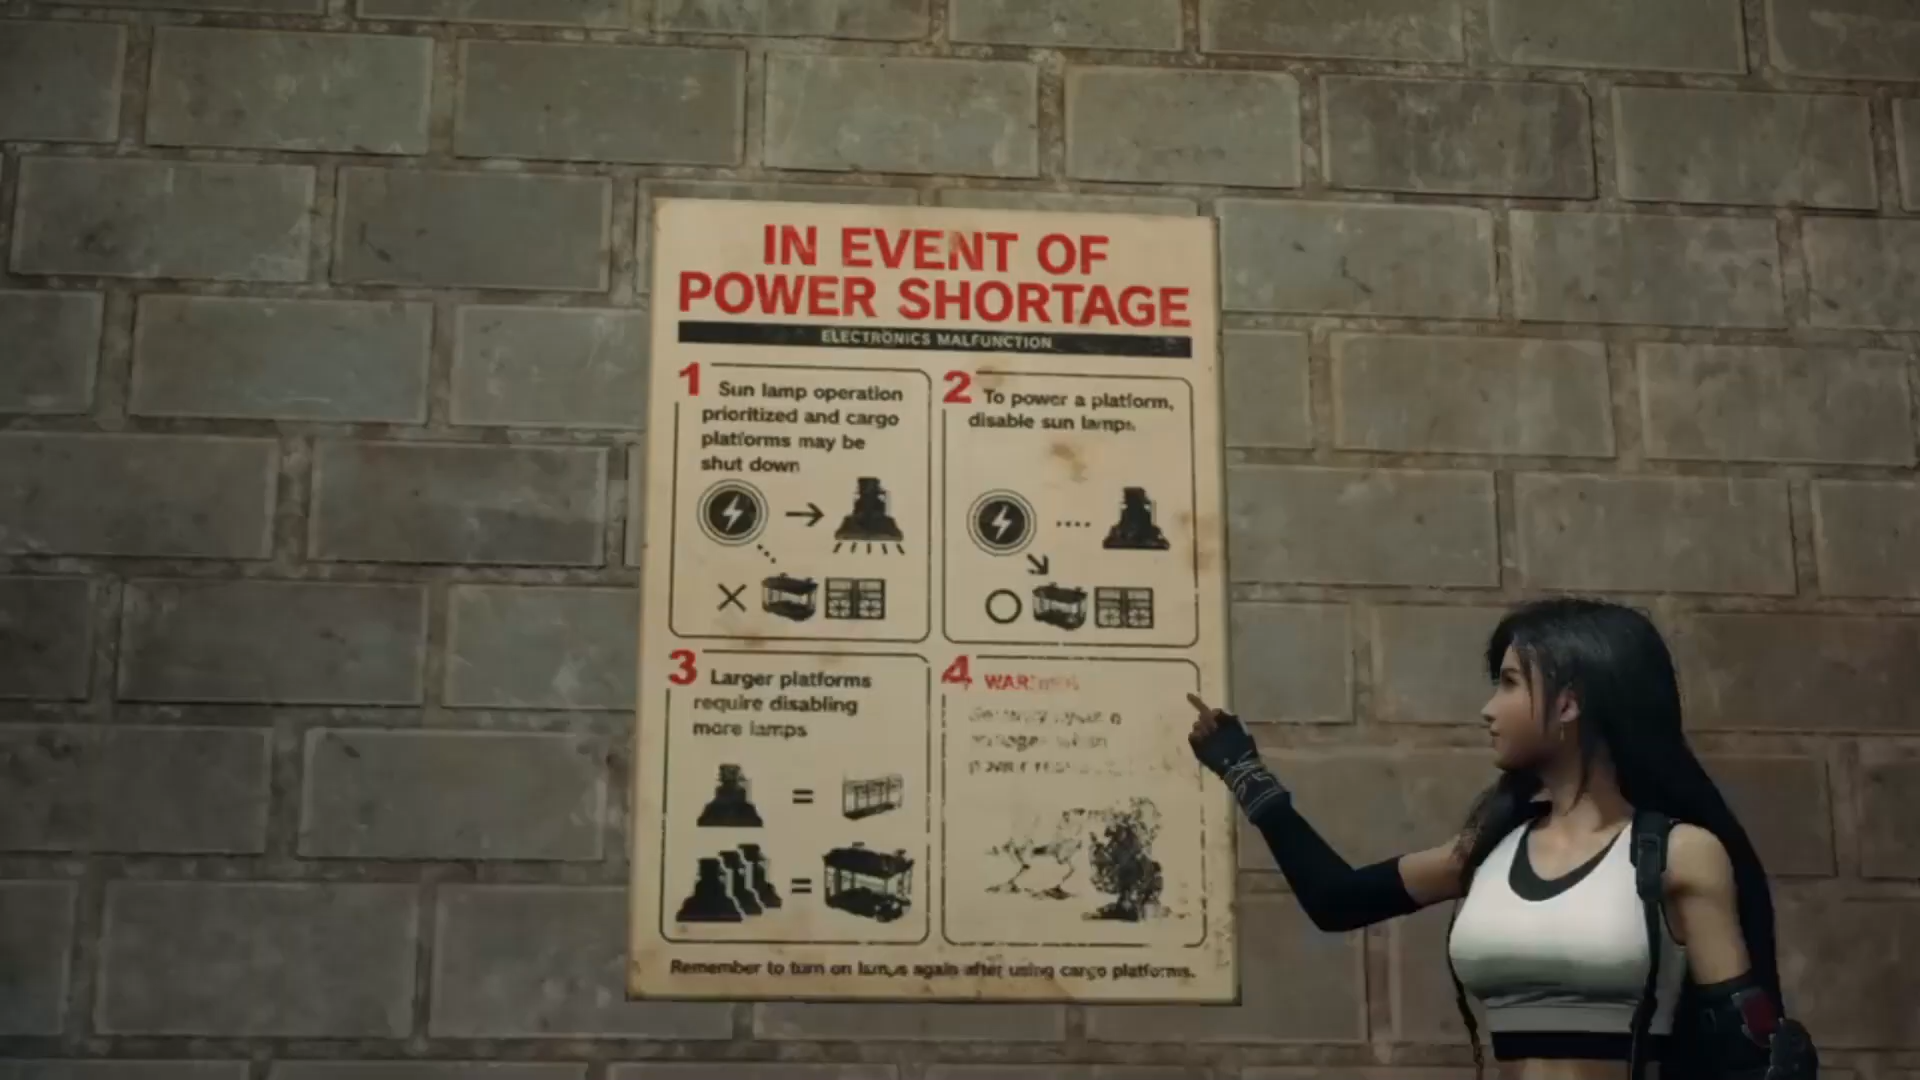 IN EVENT OF
POWER SHORTAGE
ELECTRONICS MALFUNCTION
1 Sun lamp operation
prioritized and cargo
platforms may be
shut down
2 To power a platform,
disable sun lamps.
3 Larger platforms
require disabling
more lamps
4
Remember to turn on lamps again after using cargo platforms.